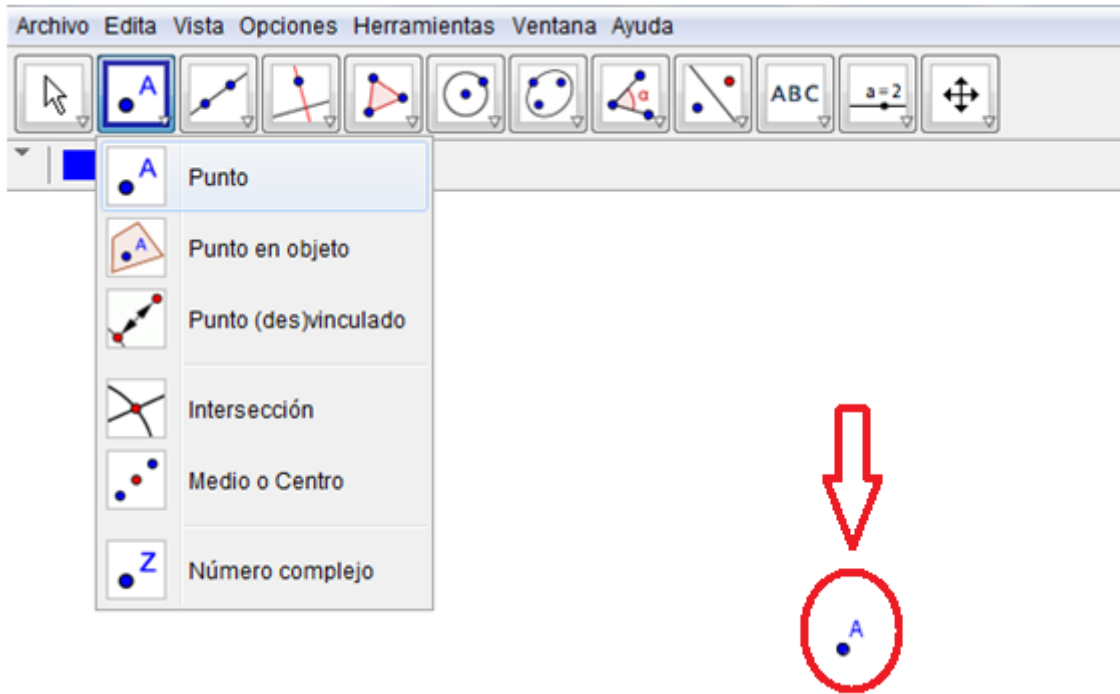 Archivo Edita Vista Opciones Herramientas Ventana Ayuda
A α ABC a=2
A Punto
A Punto en objeto
Punto (des)vinculado
Intersección
Medio o Centro
Z Número complejo
A